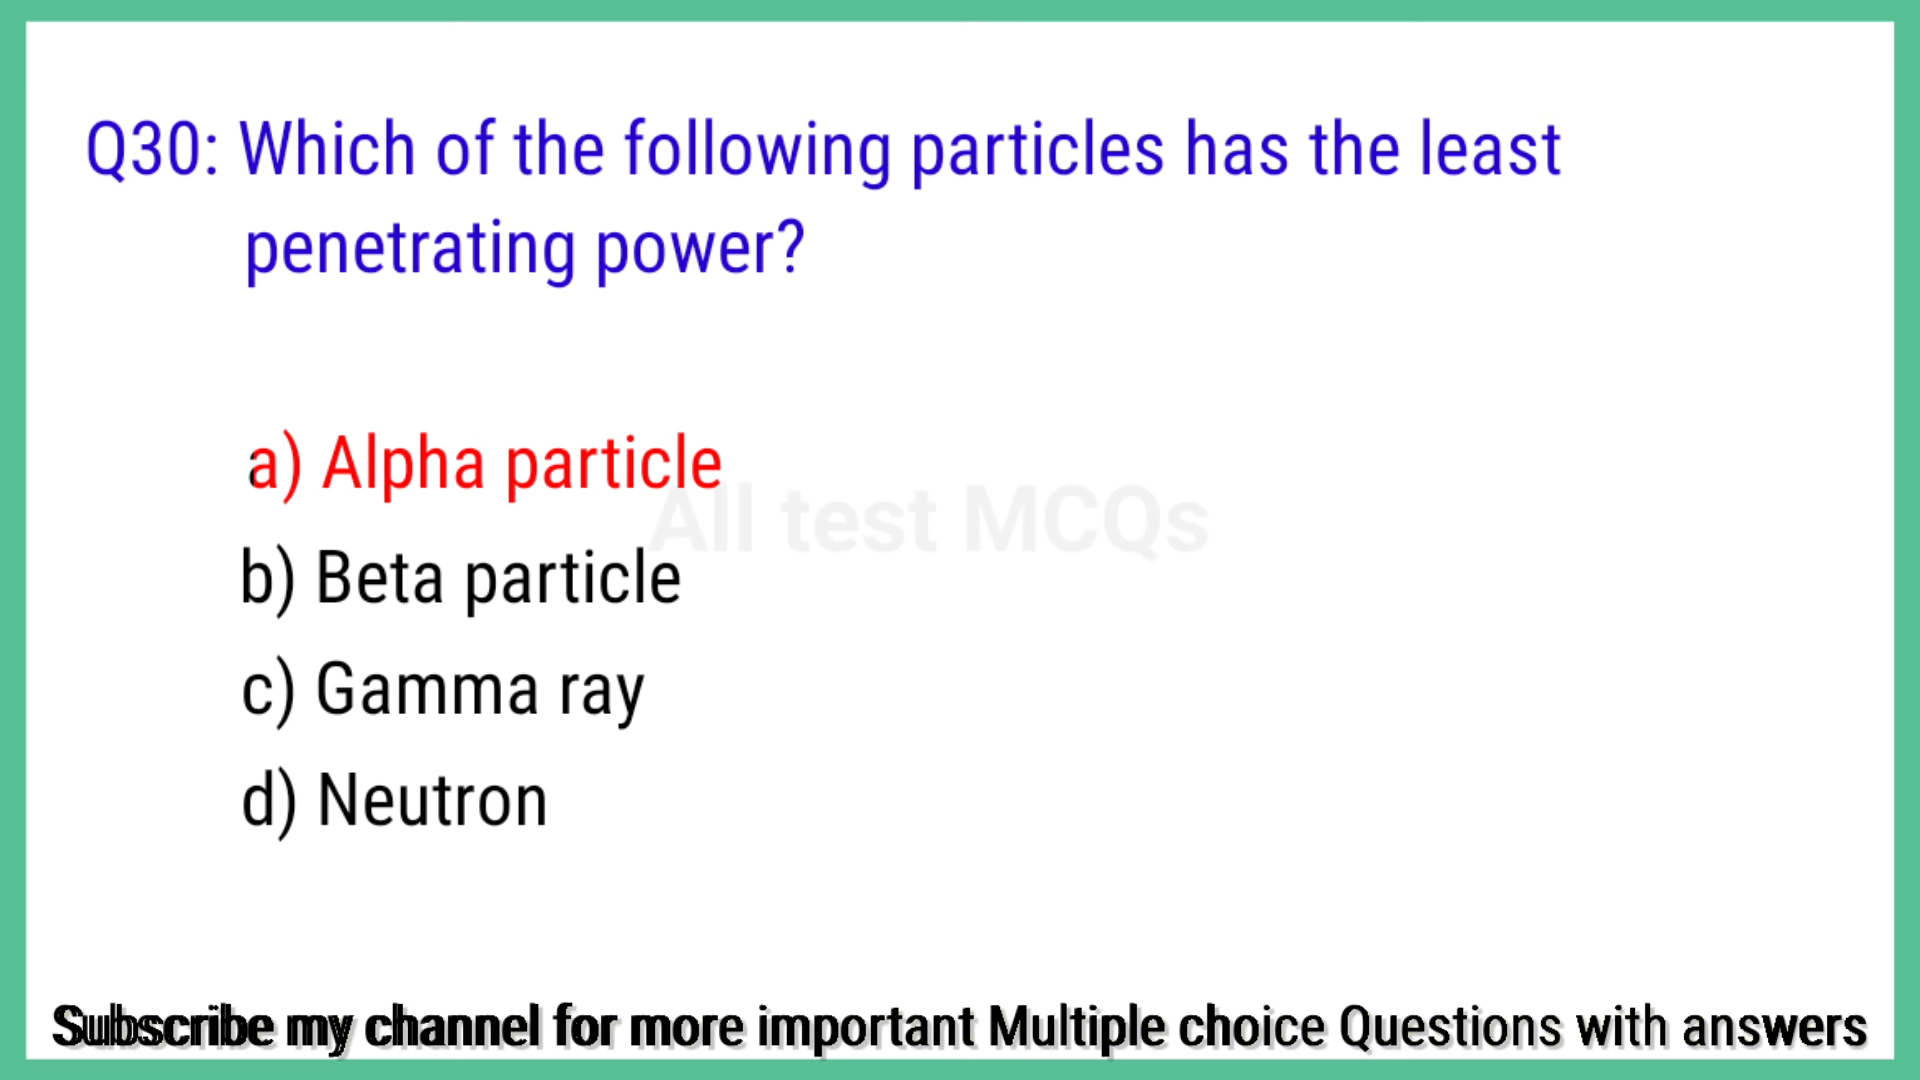 Q30: Which of the following particles has the least
penetrating power?
a) Alpha particle
All test MCQs
b) Beta particle
c) Gamma ray
d) Neutron
Subscribe my channel for more important Multiple choice Questions with answers